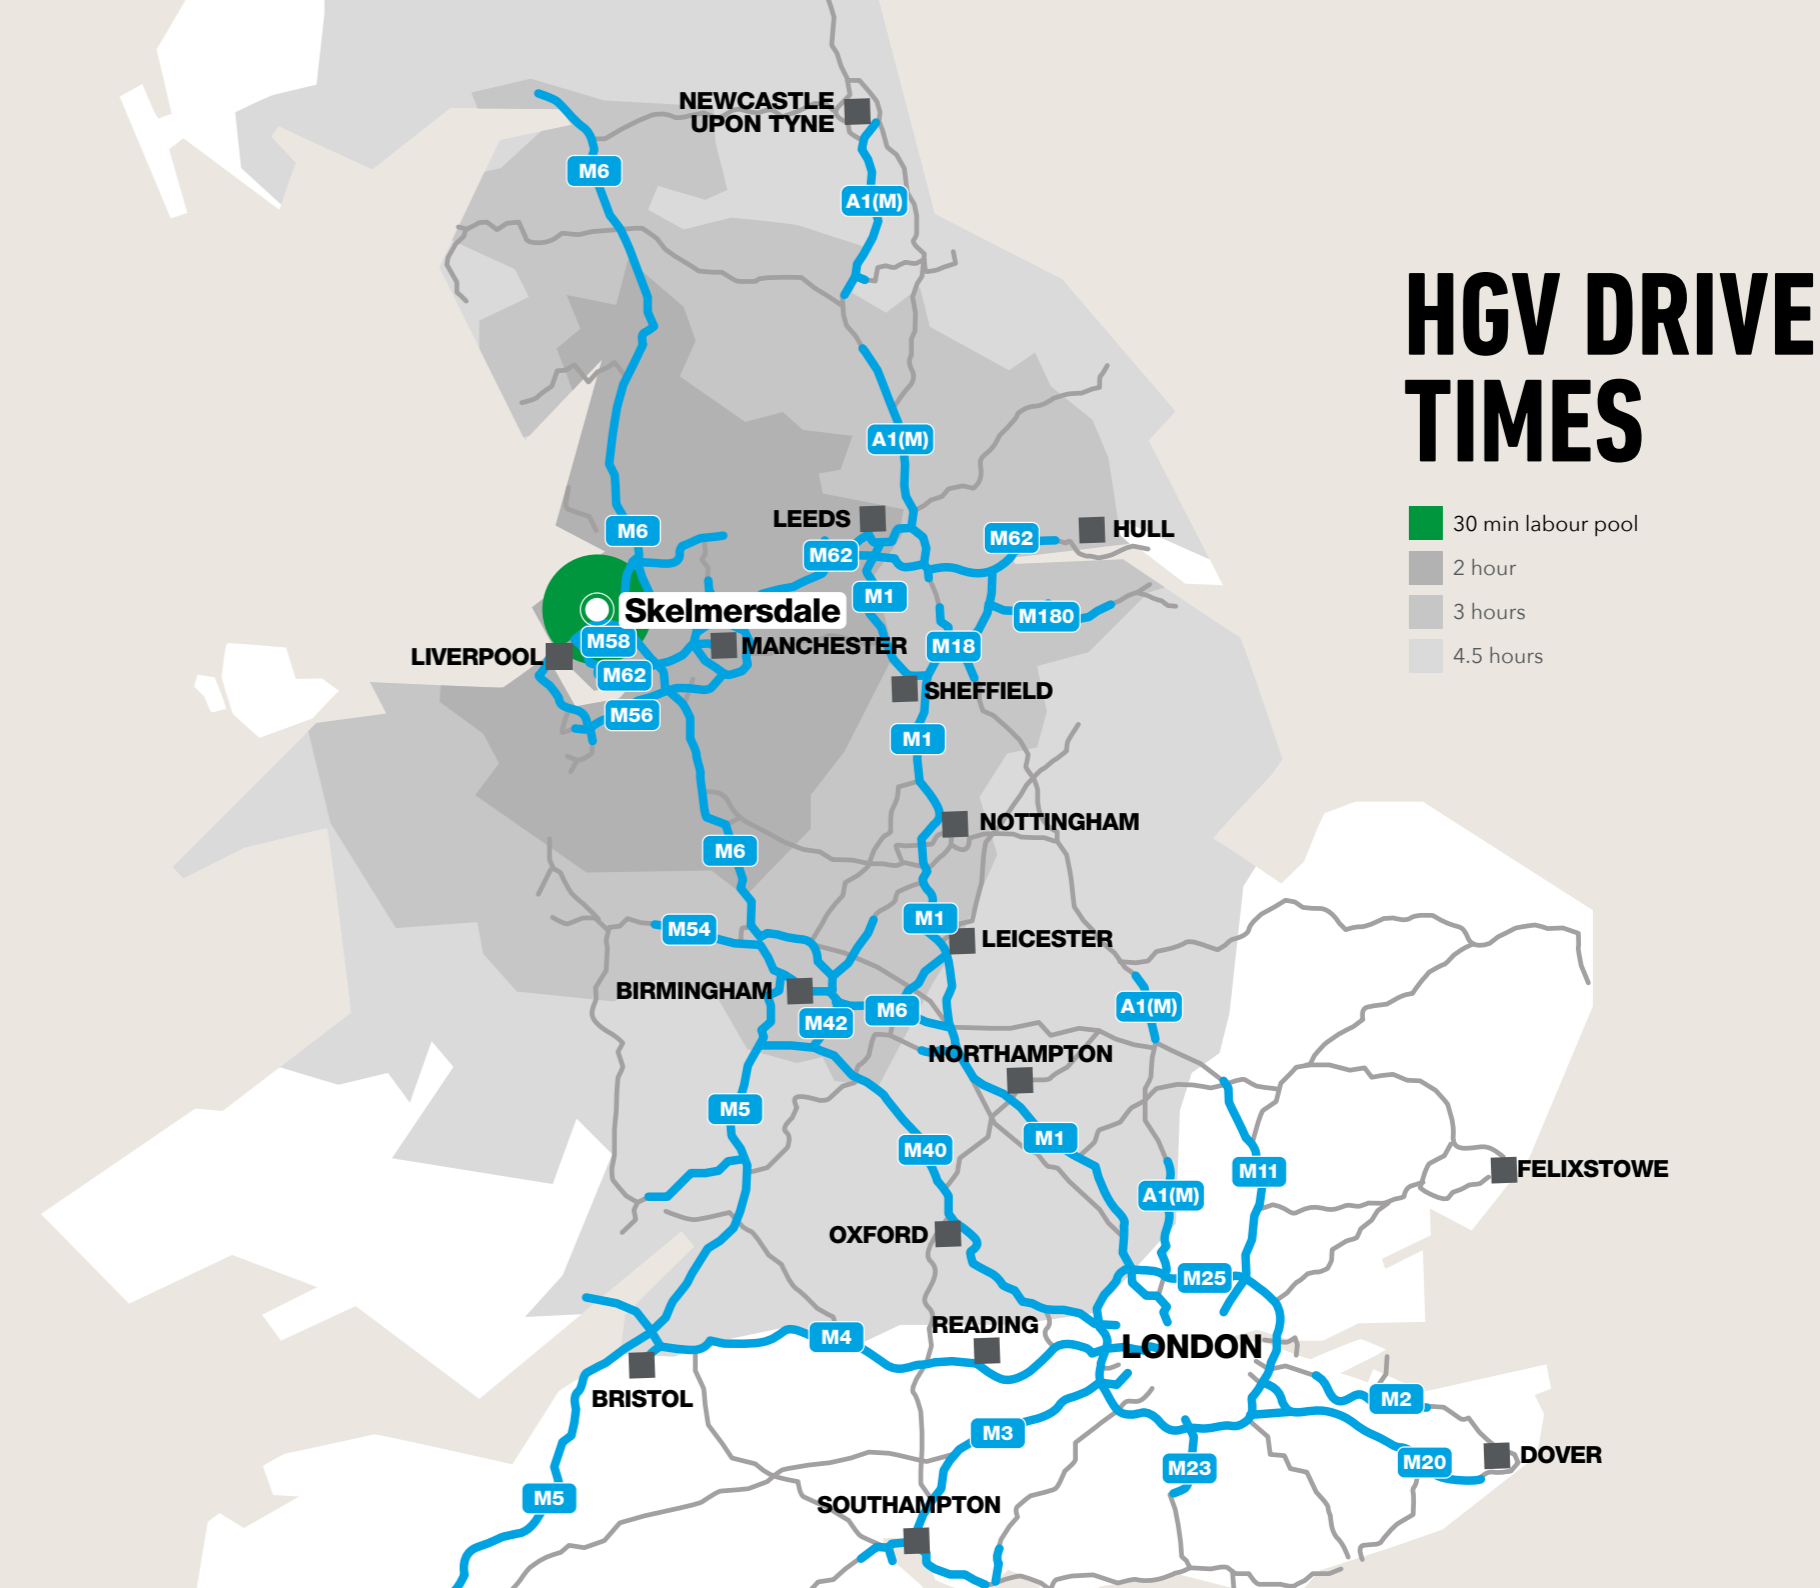 NEWCASTLE
UPON TYNE
M6
A1(M)
HGV DRIVE
TIMES
A1(M)
LEEDS
M6
M62
M62
HULL
30 min labour pool
2 hour
3 hours
4.5 hours
M1
Skelmersdale
M180
M58
LIVERPOOL
MANCHESTER
M18
M62
SHEFFIELD
M56
M1
NOTTINGHAM
M6
M1
M54
LEICESTER
BIRMINGHAM
M6
A1(M)
M42
NORTHAMPTON
M5
M1
M40
M11
FELIXSTOWE
A1(M)
OXFORD
M25
READING
M4
LONDON
BRISTOL
M2
M3
DOVER
M20
M23
M5
SOUTHAMPTON